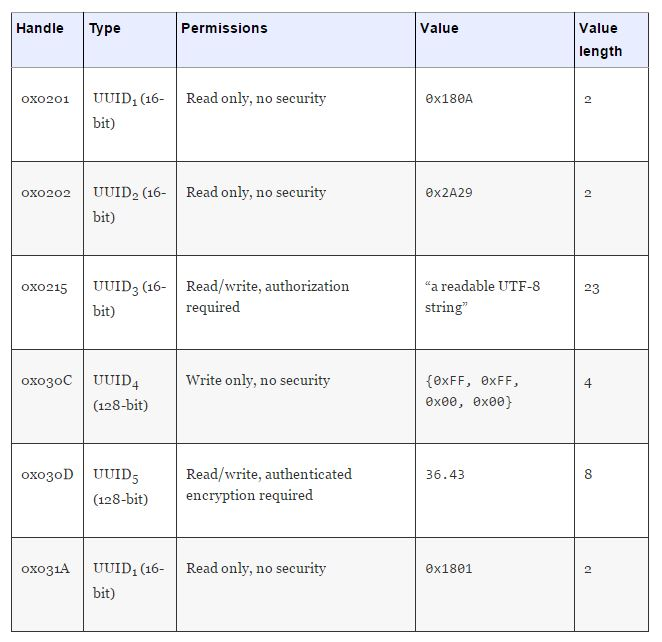 Handle Type Permissions Value Value
length
0x0201 UUID₁ (16- Read only, no security 0x180A 2
bit)
0x0202 UUID₂ (16- Read only, no security 0x2A29 2
bit)
0x0215 UUID₃ (16- Read/write, authorization “a readable UTF-8 23
bit) required string”
0x030C UUID₄ Write only, no security {0xFF, 0xFF, 4
(128-bit) 0x00, 0x00}
0x030D UUID₅ Read/write, authenticated 36.43 8
(128-bit) encryption required
0x031A UUID₁ (16- Read only, no security 0x1801 2
bit)